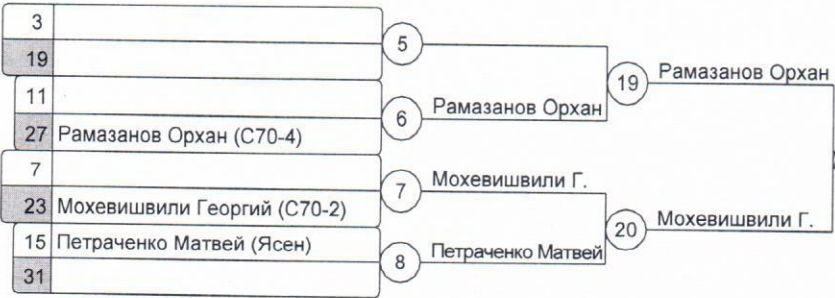 3
19
5
11
27 Рамазанов Орхан (С70-4)
6
Рамазанов Орхан
19
Рамазанов Орхан
7
23 Мохевишвили Георгий (С70-2)
7
Мохевишвили Г.
15 Петраченко Матвей (Ясен)
31
8
Петраченко Матвей
20
Мохевишвили Г.